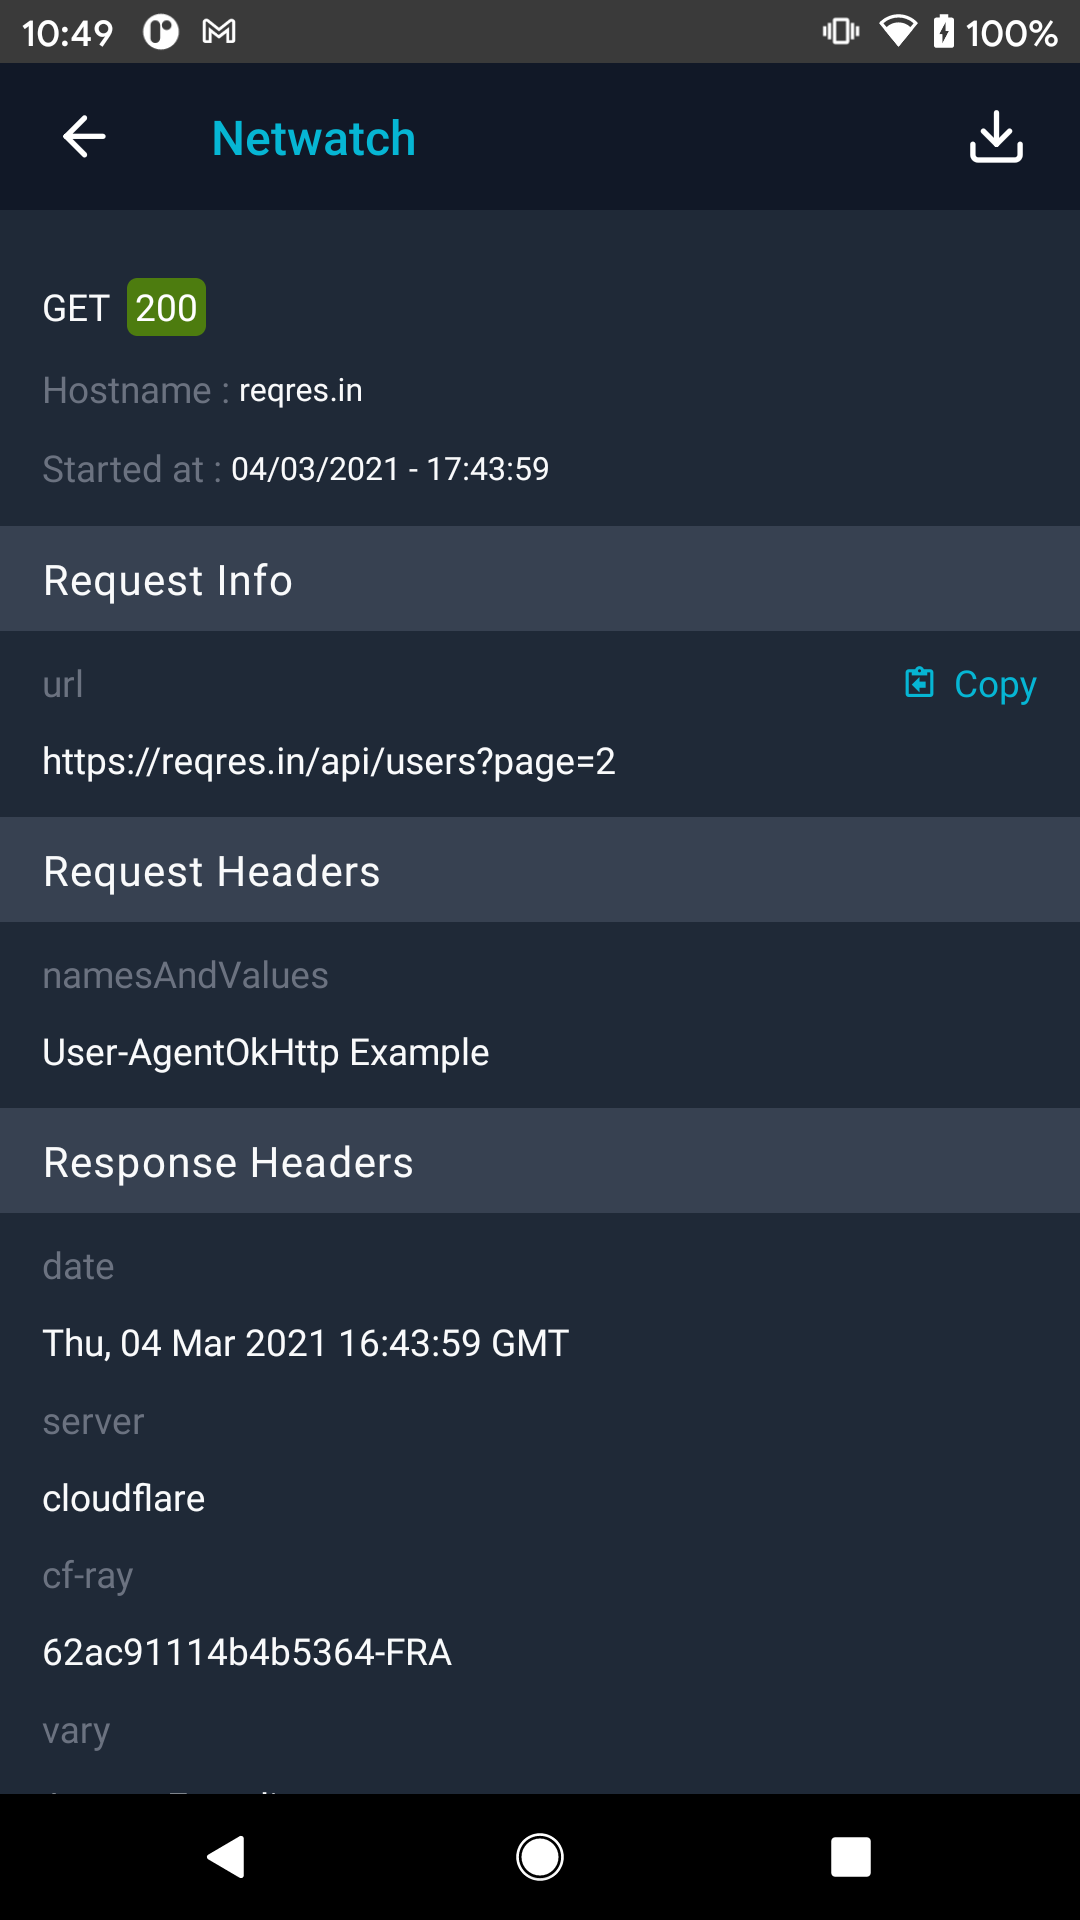 10:49 100%
Netwatch
GET 200
Hostname : reqres.in
Started at : 04/03/2021 - 17:43:59
Request Info
url Copy
https://reqres.in/api/users?page=2
Request Headers
namesAndValues
User-AgentOkHttp Example
Response Headers
date
Thu, 04 Mar 2021 16:43:59 GMT
server
cloudflare
cf-ray
62ac91114b4b5364-FRA
vary